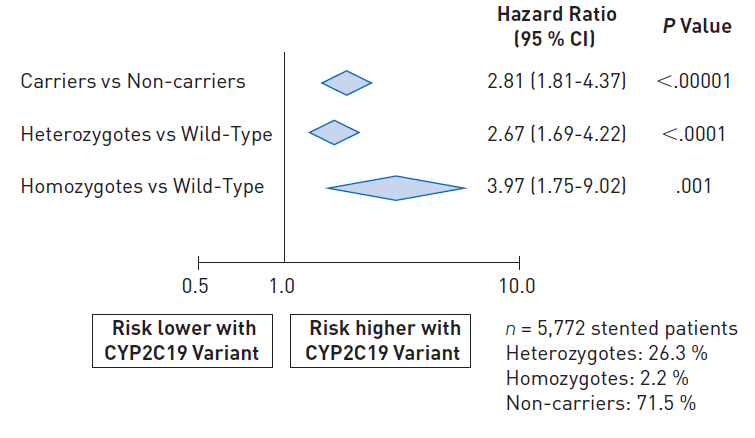 Hazard Ratio
(95 % CI)
P Value
Carriers vs Non-carriers 2.81 (1.81-4.37) <.00001
Heterozygotes vs Wild-Type 2.67 (1.69-4.22) <.0001
Homozygotes vs Wild-Type 3.97 (1.75-9.02) .001
0.5 1.0 10.0
Risk lower with
CYP2C19 Variant
Risk higher with
CYP2C19 Variant
n = 5,772 stented patients
Heterozygotes: 26.3 %
Homozygotes: 2.2 %
Non-carriers: 71.5 %